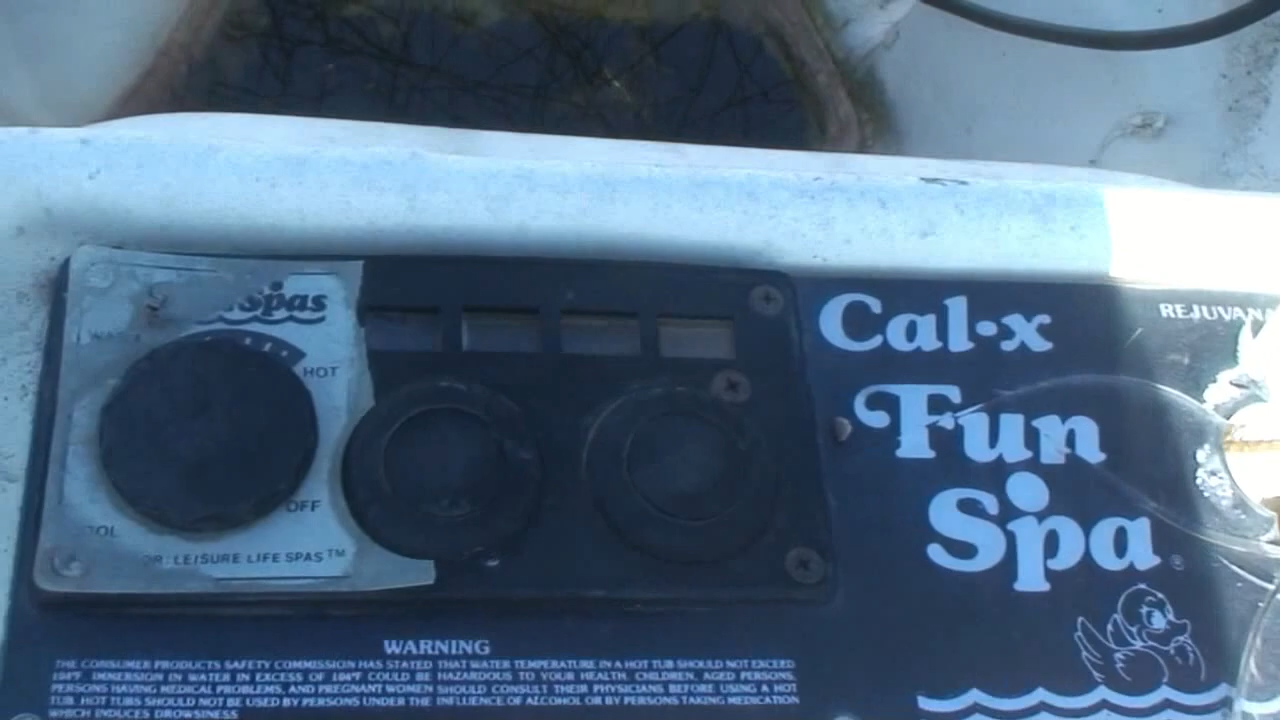 Spas
HOT
OFF
LEISURE LIFE SPAS™
Cal·x
Fun
Spa®
WARNING
THE CONSUMER PRODUCTS SAFETY COMMISSION HAS STATED THAT WATER TEMPERATURE IN A HOT TUB SHOULD NOT EXCEED
104°F. IMMERSION IN WATER IN EXCESS OF 104°F COULD BE HAZARDOUS TO YOUR HEALTH. CHILDREN, AGED PERSONS,
PERSONS HAVING MEDICAL PROBLEMS, AND PREGNANT WOMEN SHOULD CONSULT THEIR PHYSICIANS BEFORE USING A HOT
TUB. HOT TUBS SHOULD NOT BE USED BY PERSONS UNDER THE INFLUENCE OF ALCOHOL OR BY PERSONS TAKING MEDICATION
WHICH INDUCES DROWSINESS